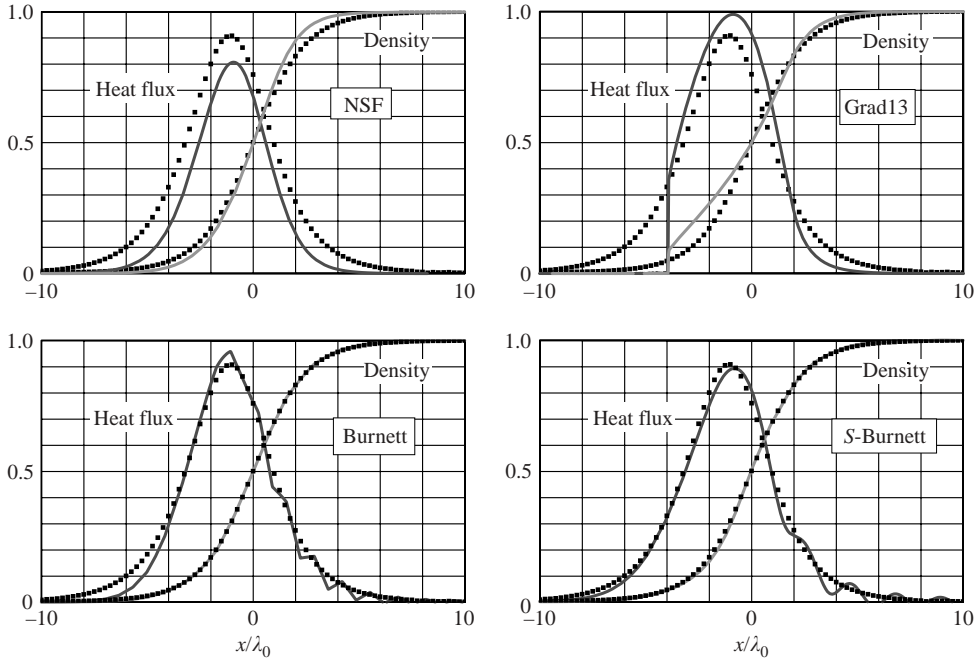 1.0
Density
Heat flux
NSF
0.5
0
–10
0
10
1.0
Density
Heat flux
Grad13
0.5
0
–10
0
10
1.0
Density
Heat flux
Burnett
0.5
0
–10
0
10
x/λ0
1.0
Density
Heat flux
S-Burnett
0.5
0
–10
0
10
x/λ0